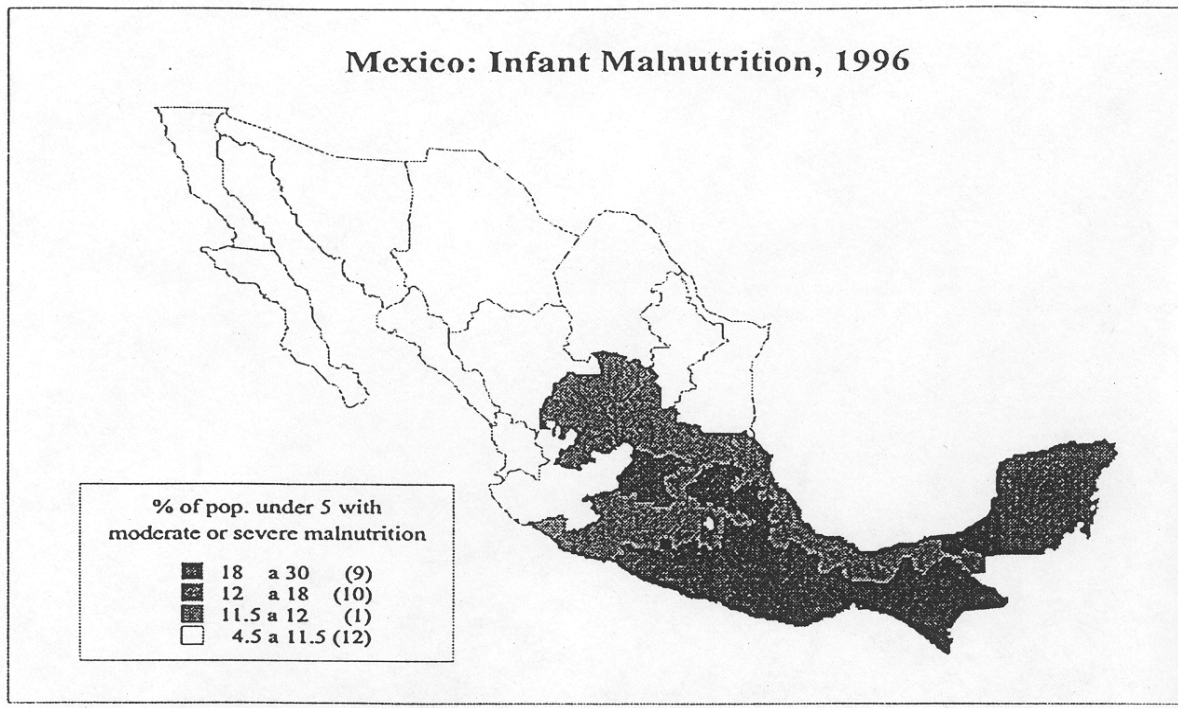 Mexico: Infant Malnutrition, 1996
% of pop. under 5 with
moderate or severe malnutrition
18 a 30 (9)
12 a 18 (10)
11.5 a 12 (1)
4.5 a 11.5 (12)